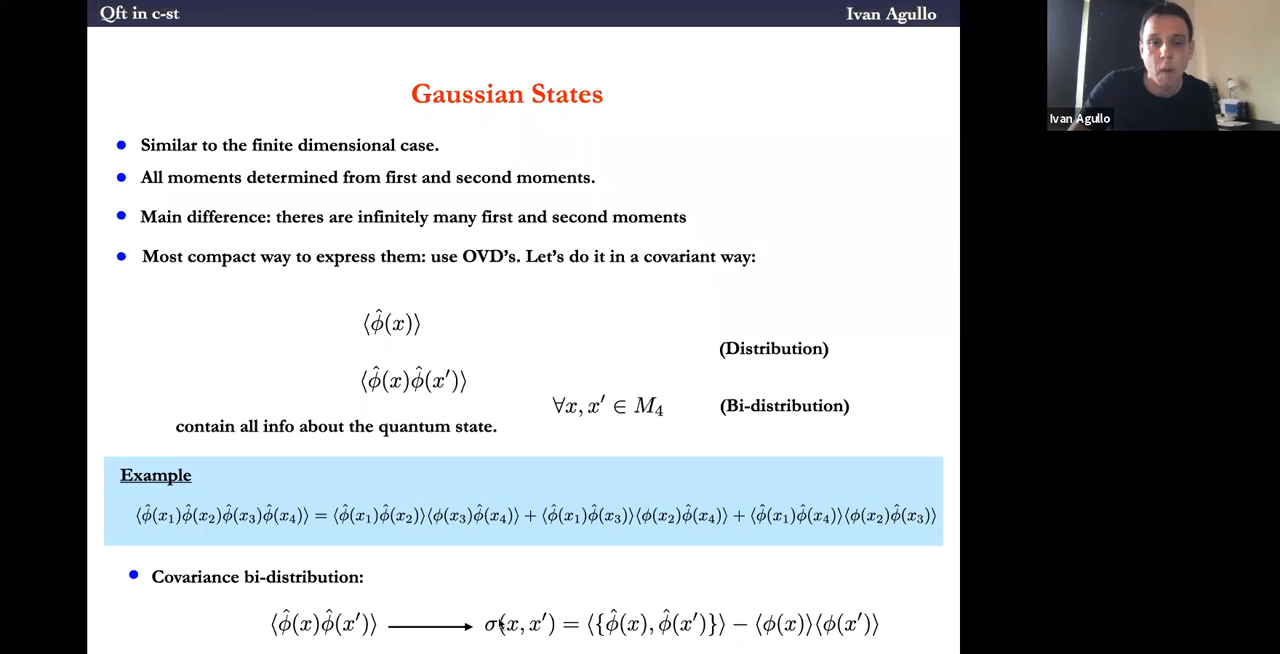 Qft in c-st
Ivan Agullo
Ivan Agullo
Gaussian States
• Similar to the finite dimensional case.
• All moments determined from first and second moments.
• Main difference: theres are infinitely many first and second moments
• Most compact way to express them: use OVD's. Let's do it in a covariant way:
⟨ϕ̂(x)⟩
(Distribution)
⟨ϕ̂(x)ϕ̂(x′)⟩
∀x, x′ ∈ M₄ (Bi-distribution)
contain all info about the quantum state.
Example
⟨ϕ̂(x₁)ϕ̂(x₂)ϕ̂(x₃)ϕ̂(x₄)⟩ = ⟨ϕ̂(x₁)ϕ̂(x₂)⟩⟨ϕ(x₃)ϕ̂(x₄)⟩ + ⟨ϕ̂(x₁)ϕ̂(x₃)⟩⟨ϕ(x₂)ϕ̂(x₄)⟩ + ⟨ϕ̂(x₁)ϕ̂(x₄)⟩⟨ϕ(x₂)ϕ̂(x₃)⟩
• Covariance bi-distribution:
⟨ϕ̂(x)ϕ̂(x′)⟩ ⟶ σ(x, x′) = ⟨{ϕ̂(x), ϕ̂(x′)}⟩ − ⟨ϕ(x)⟩⟨ϕ(x′)⟩